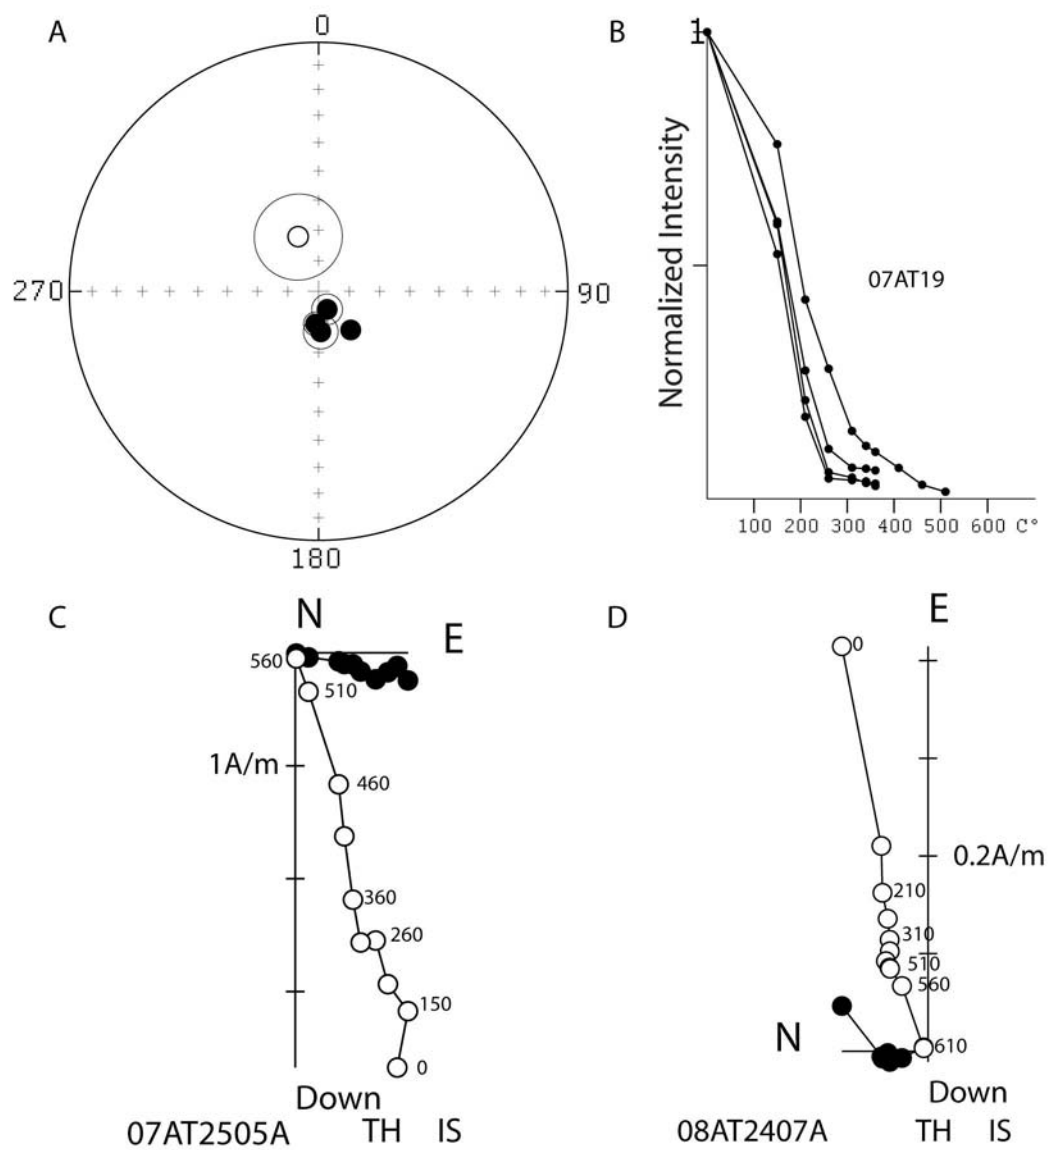 A
0
270
90
180
B
1
Normalized Intensity
07AT19
100 200 300 400 500 600 C°
C
N
E
560
510
1A/m
460
360
260
150
0
Down
07AT2505A TH IS
D
E
0
0.2A/m
210
310
510
560
N
610
Down
08AT2407A TH IS